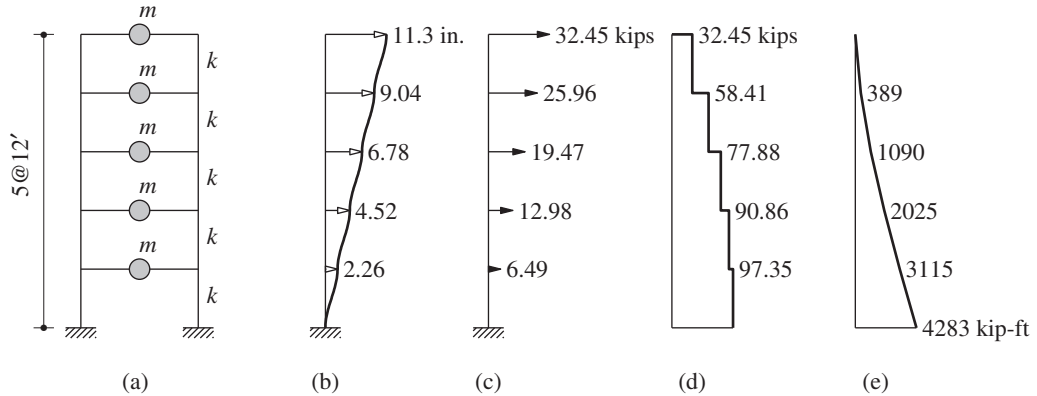 m
m
m
m
m
k
k
k
k
k
5@12′
11.3 in.
9.04
6.78
4.52
2.26
32.45 kips
25.96
19.47
12.98
6.49
32.45 kips
58.41
77.88
90.86
97.35
389
1090
2025
3115
4283 kip-ft
(a)
(b)
(c)
(d)
(e)